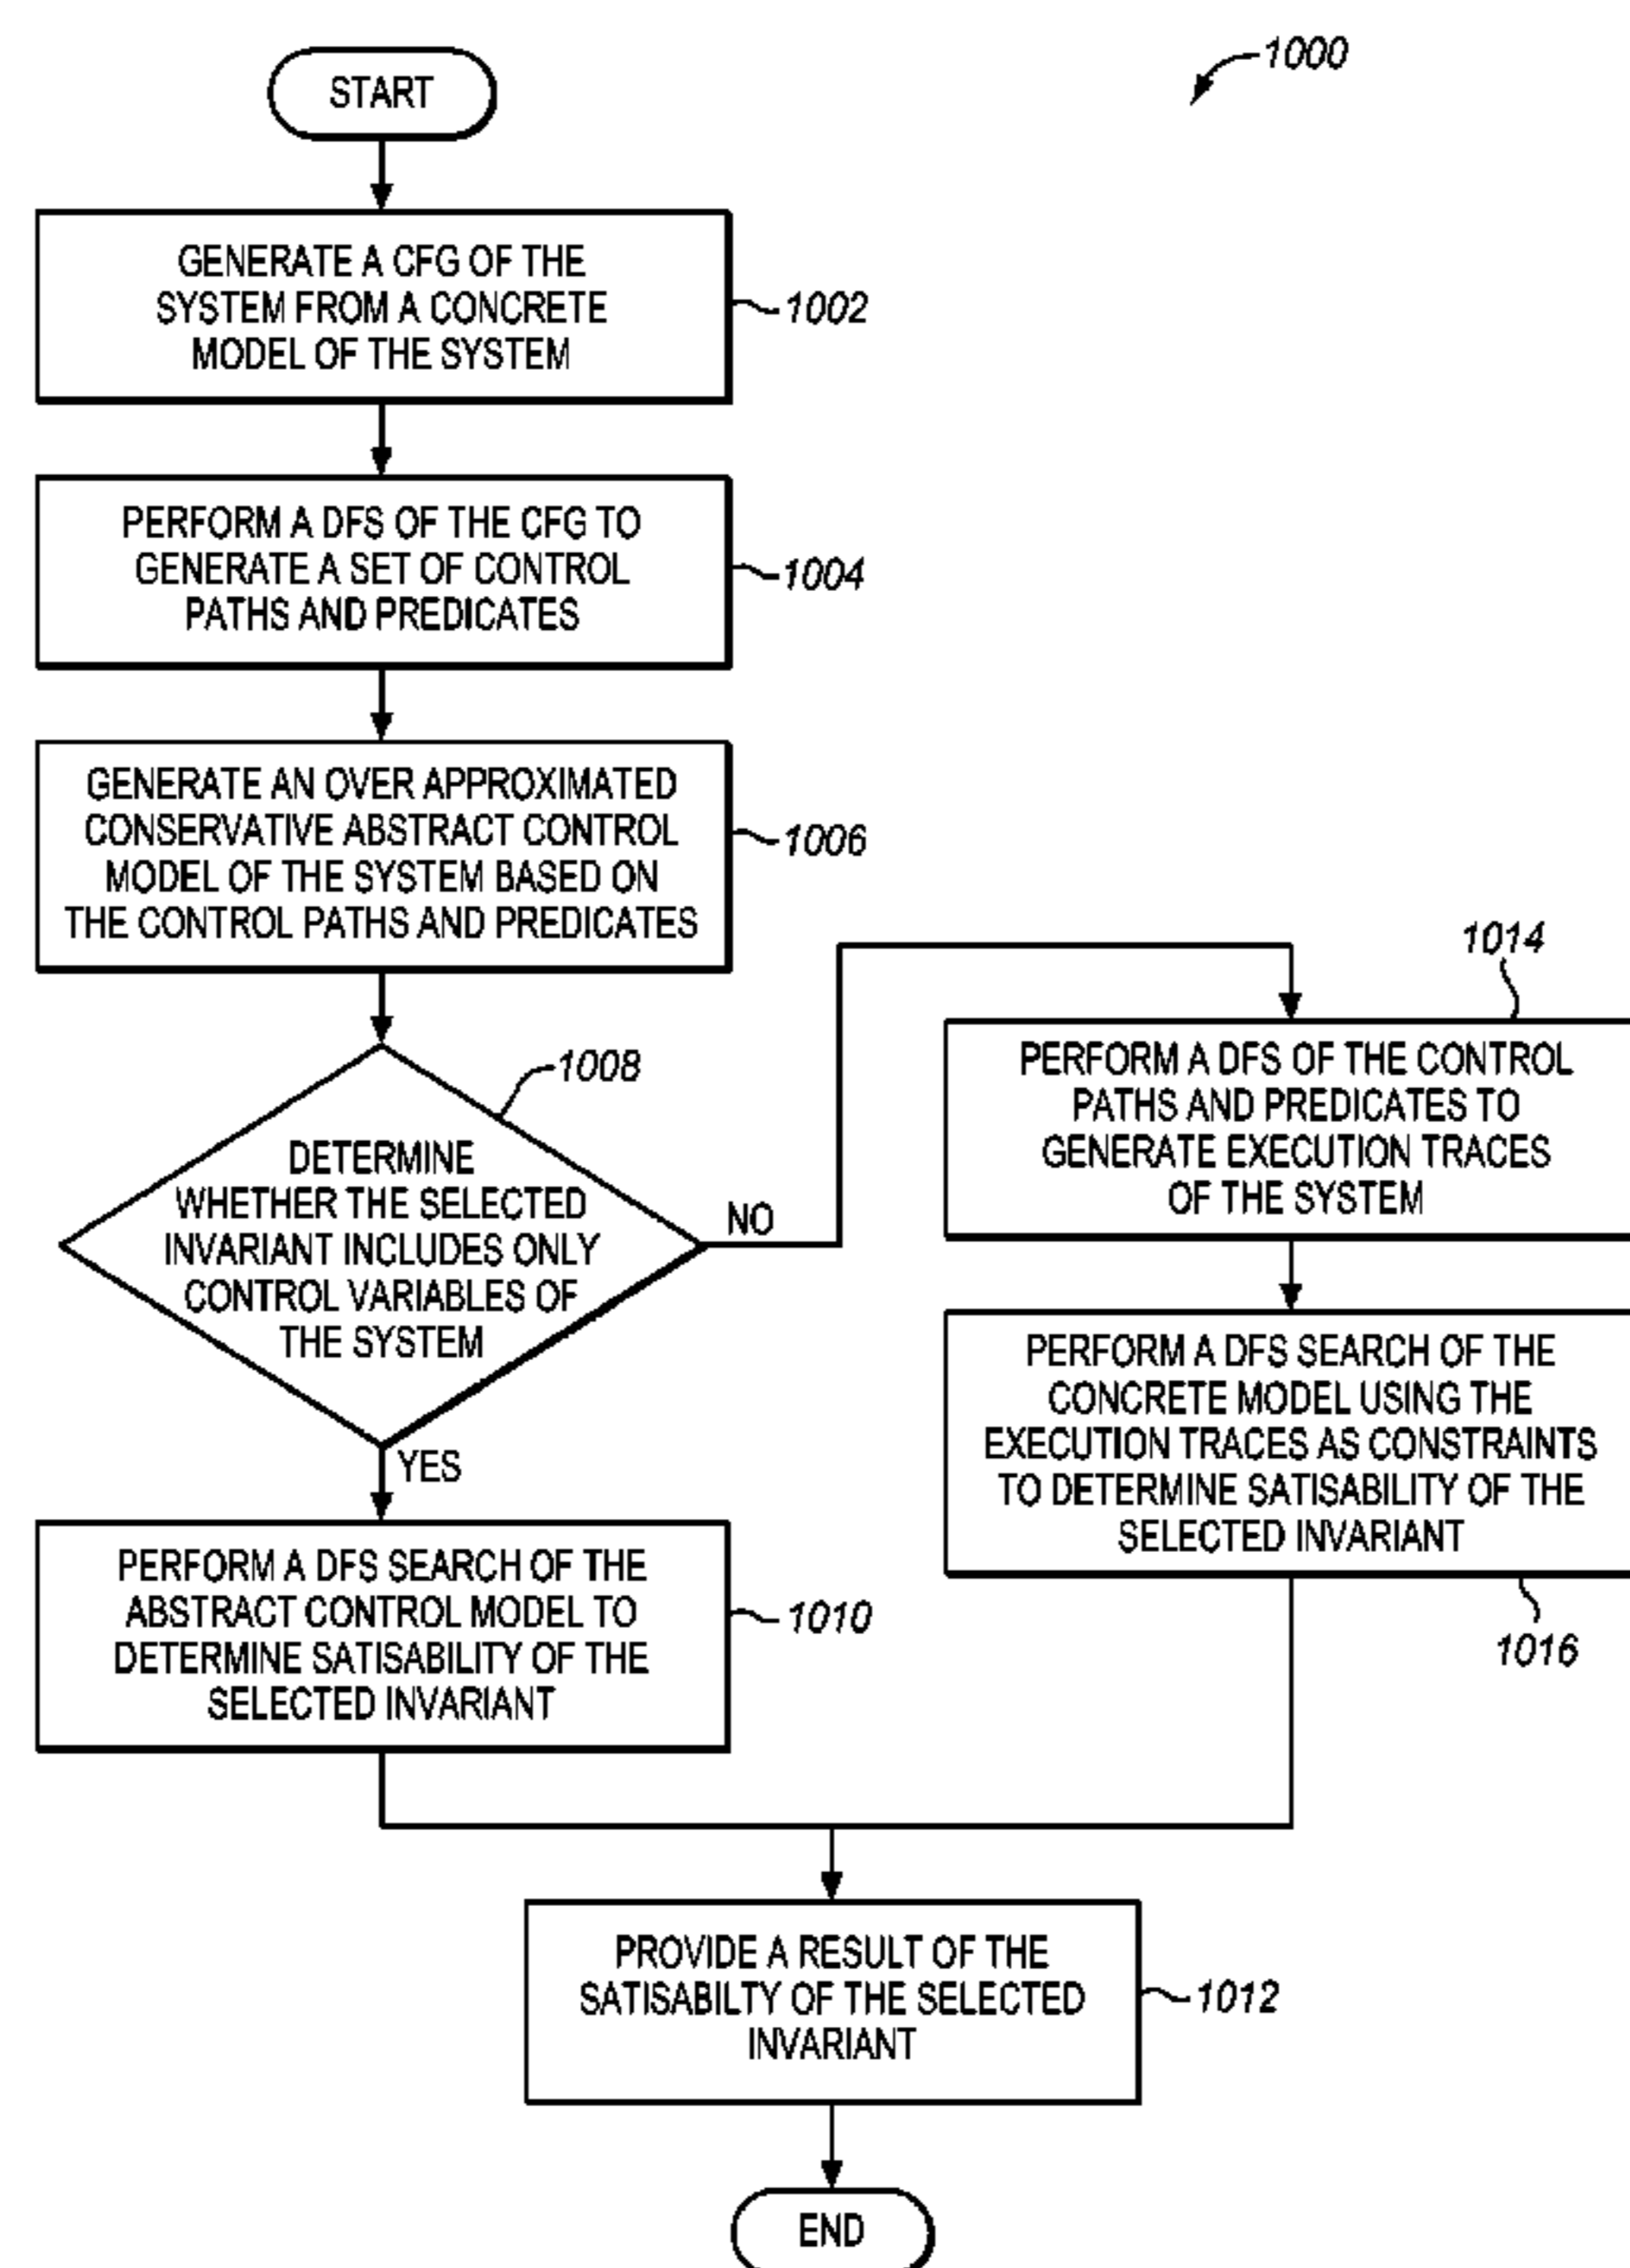 START
1000
GENERATE A CFG OF THE
SYSTEM FROM A CONCRETE
MODEL OF THE SYSTEM
1002
PERFORM A DFS OF THE CFG TO
GENERATE A SET OF CONTROL
PATHS AND PREDICATES
1004
GENERATE AN OVER APPROXIMATED
CONSERVATIVE ABSTRACT CONTROL
MODEL OF THE SYSTEM BASED ON
THE CONTROL PATHS AND PREDICATES
1006
1008
DETERMINE
WHETHER THE SELECTED
INVARIANT INCLUDES ONLY
CONTROL VARIABLES OF
THE SYSTEM
NO
YES
PERFORM A DFS SEARCH OF THE
ABSTRACT CONTROL MODEL TO
DETERMINE SATISABILITY OF THE
SELECTED INVARIANT
1010
1014
PERFORM A DFS OF THE CONTROL
PATHS AND PREDICATES TO
GENERATE EXECUTION TRACES
OF THE SYSTEM
PERFORM A DFS SEARCH OF THE
CONCRETE MODEL USING THE
EXECUTION TRACES AS CONSTRAINTS
TO DETERMINE SATISABILITY OF THE
SELECTED INVARIANT
1016
PROVIDE A RESULT OF THE
SATISABILTY OF THE SELECTED
INVARIANT
1012
END